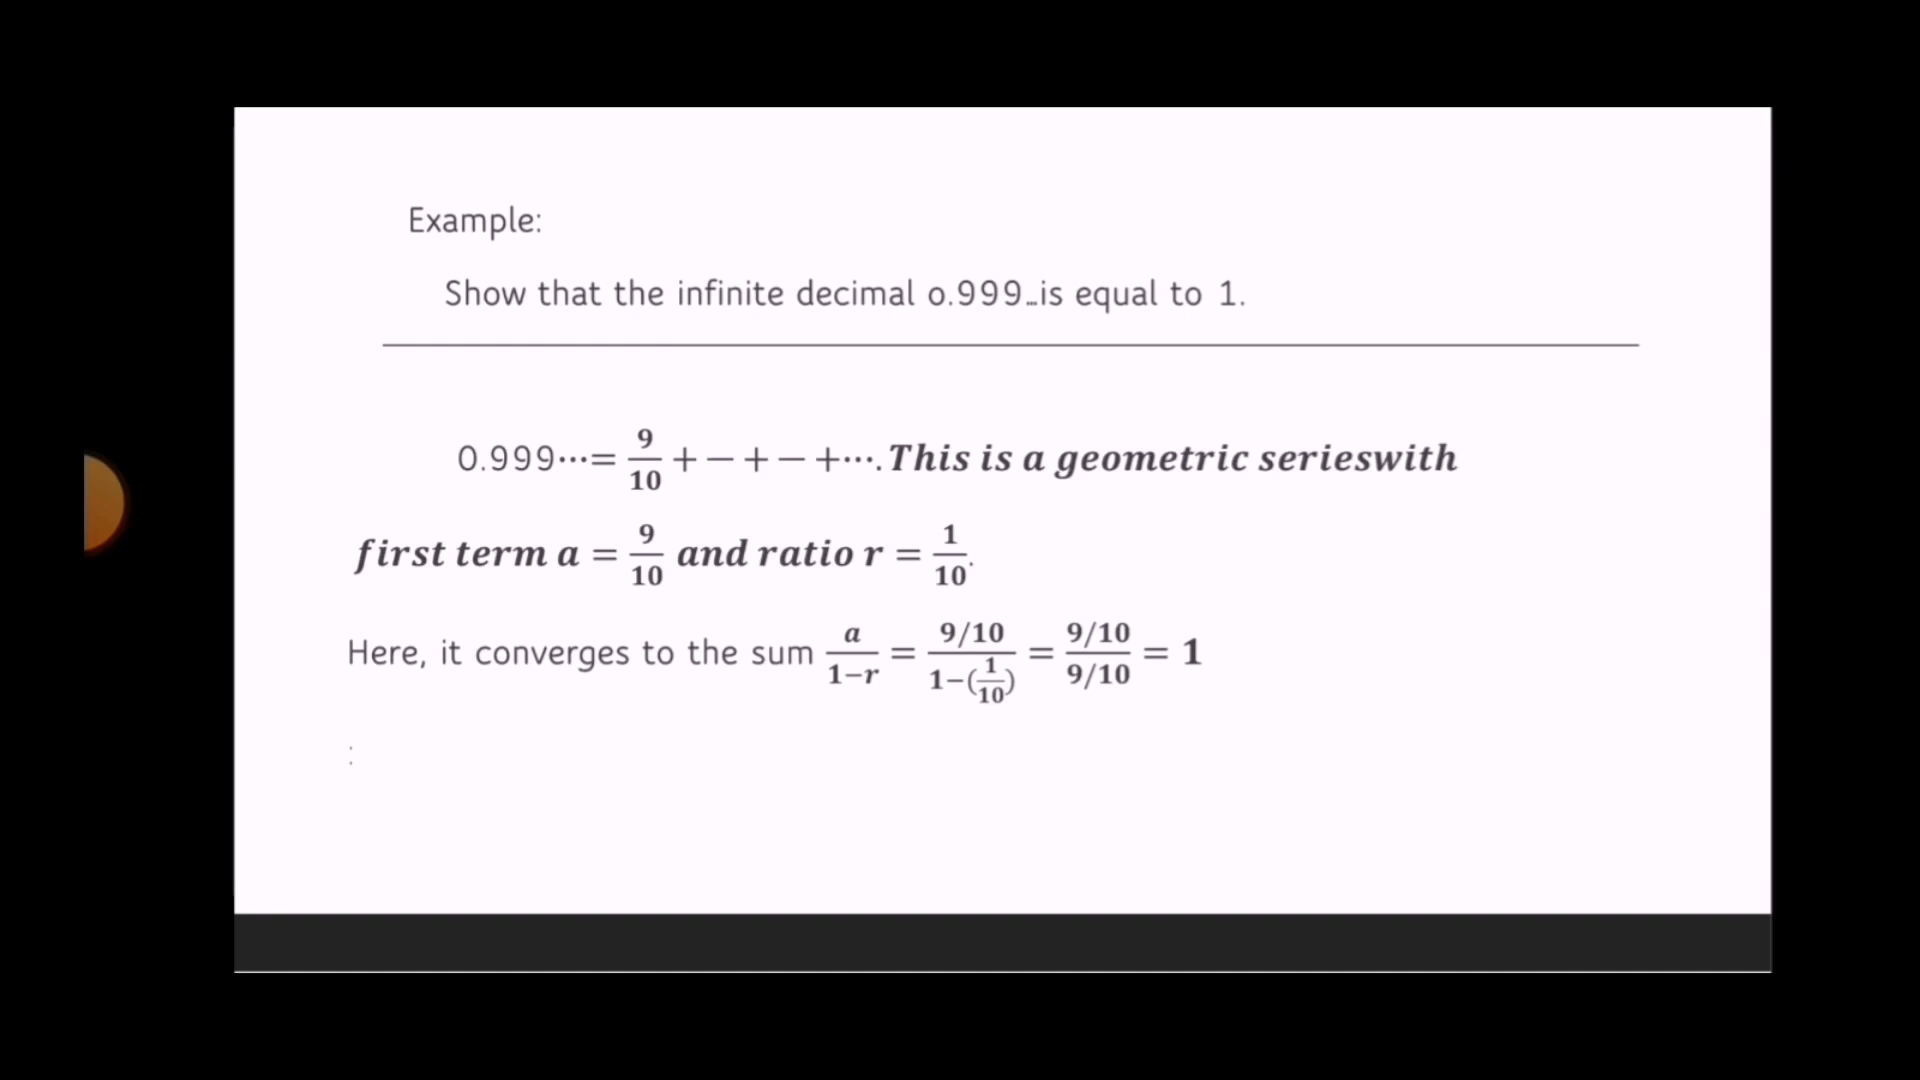 Example:
Show that the infinite decimal o.999...is equal to 1.
0.999⋯= 9/10 + − + − +⋯. This is a geometric serieswith
first term a = 9/10 and ratio r = 1/10.
Here, it converges to the sum a/1−r = 9/10/1−(1/10) = 9/10/9/10 = 1
: